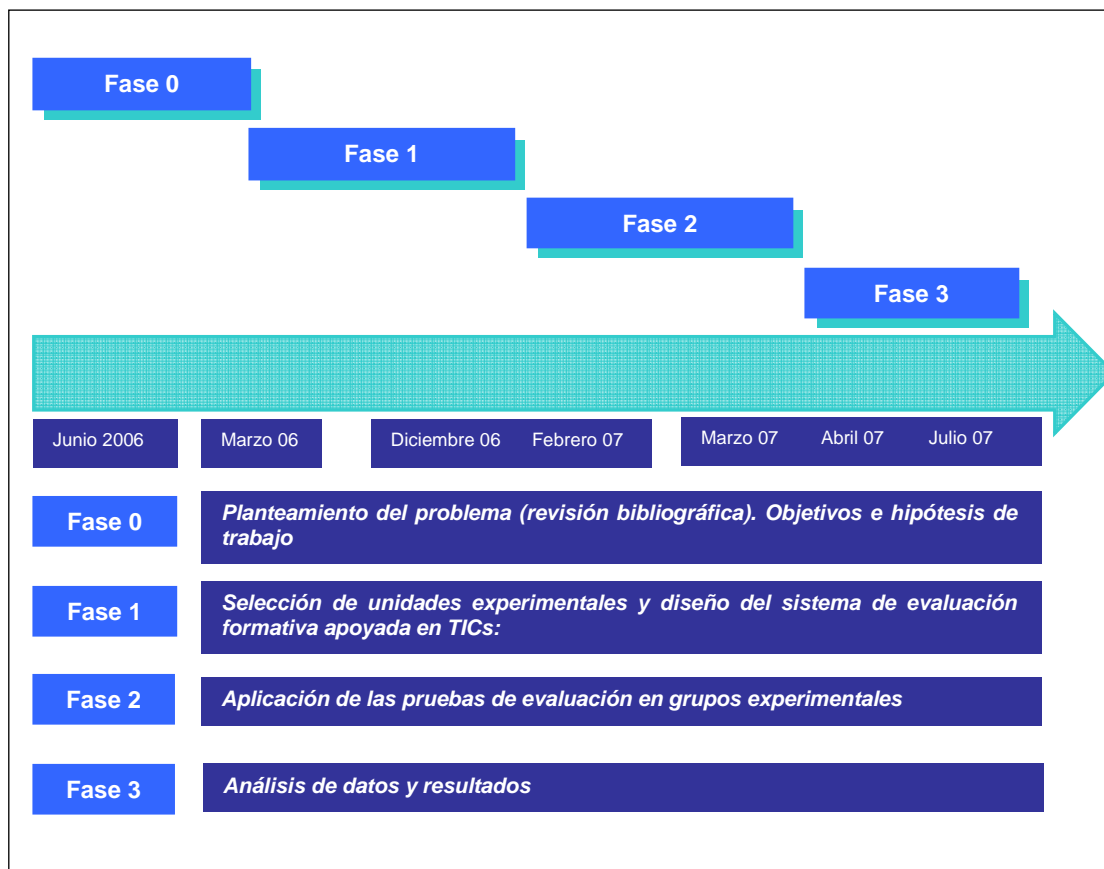 Fase 0
Fase 1
Fase 2
Fase 3
Junio 2006 Marzo 06 Diciembre 06 Febrero 07 Marzo 07 Abril 07 Julio 07
Fase 0
Planteamiento del problema (revisión bibliográfica). Objetivos e hipótesis de
trabajo
Fase 1
Selección de unidades experimentales y diseño del sistema de evaluación
formativa apoyada en TICs:
Fase 2
Aplicación de las pruebas de evaluación en grupos experimentales
Fase 3
Análisis de datos y resultados